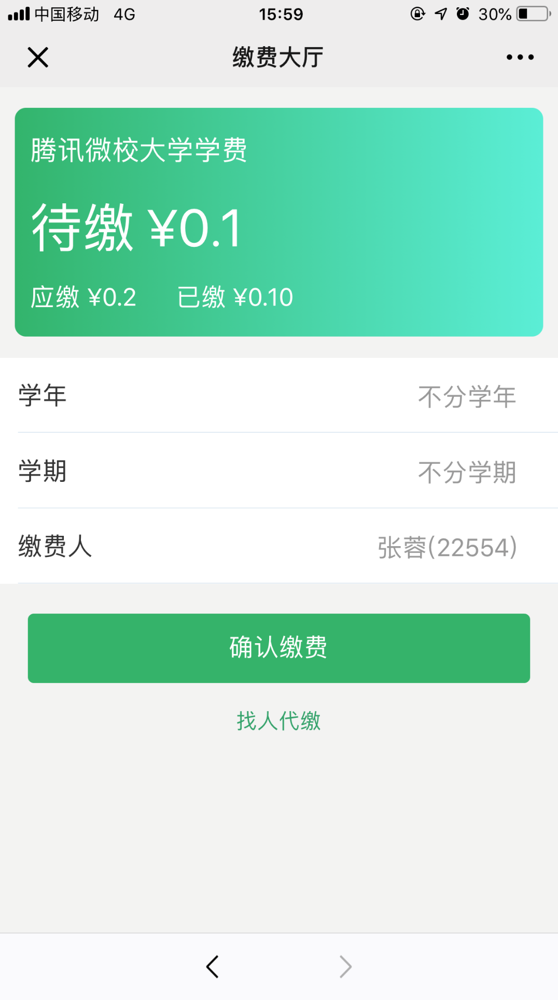 中国移动 4G 15:59 30%
缴费大厅
腾讯微校大学学费
待缴 ¥0.1
应缴 ¥0.2 已缴 ¥0.10
学年 不分学年
学期 不分学期
缴费人 张蓉(22554)
确认缴费
找人代缴